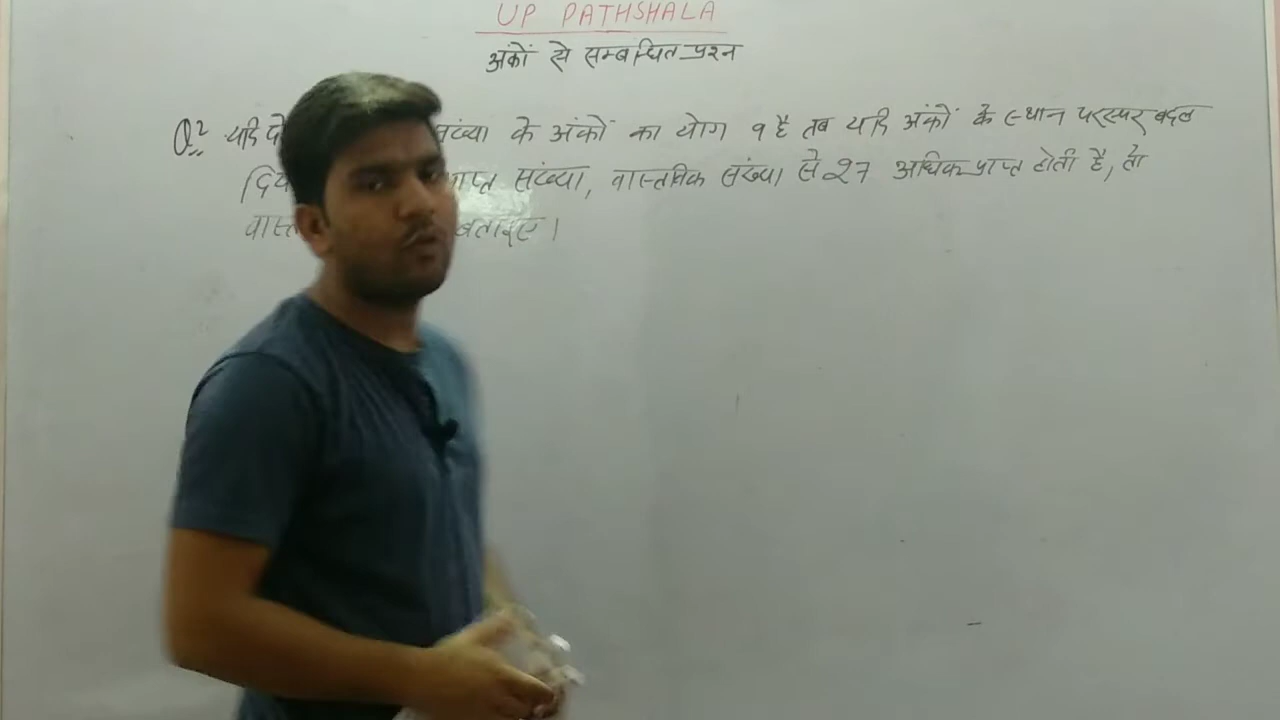 UP PATHSHALA
अंकों से सम्बन्धित प्रश्न
Q2 यदि संख्या के अंकों का योग 9 है तब यदि अंकों के स्थान परस्पर बदल
संख्या, वास्तविक संख्या से 27 अधिक प्राप्त होती है, तो
बताइए।